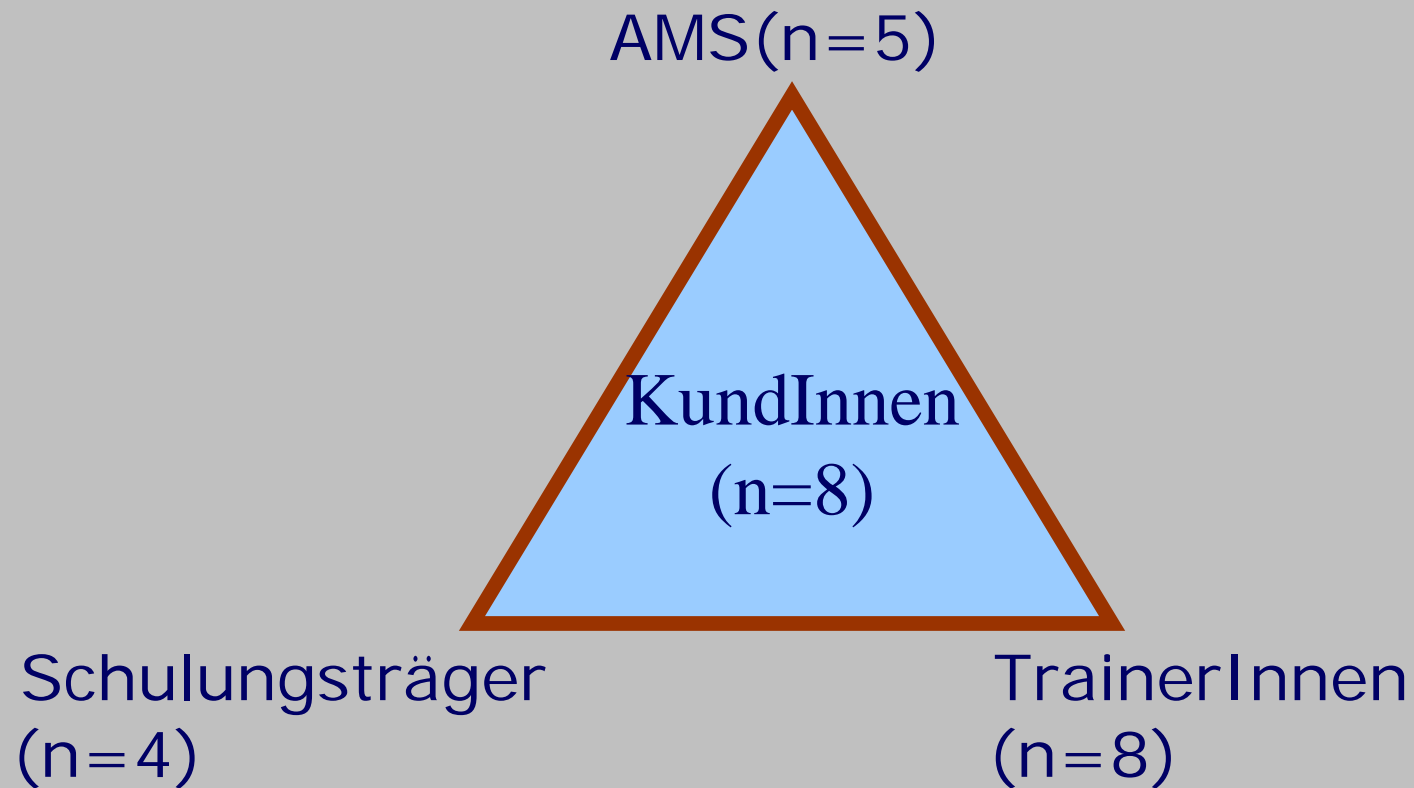 AMS(n=5)
KundInnen
(n=8)
Schulungsträger
(n=4)
TrainerInnen
(n=8)